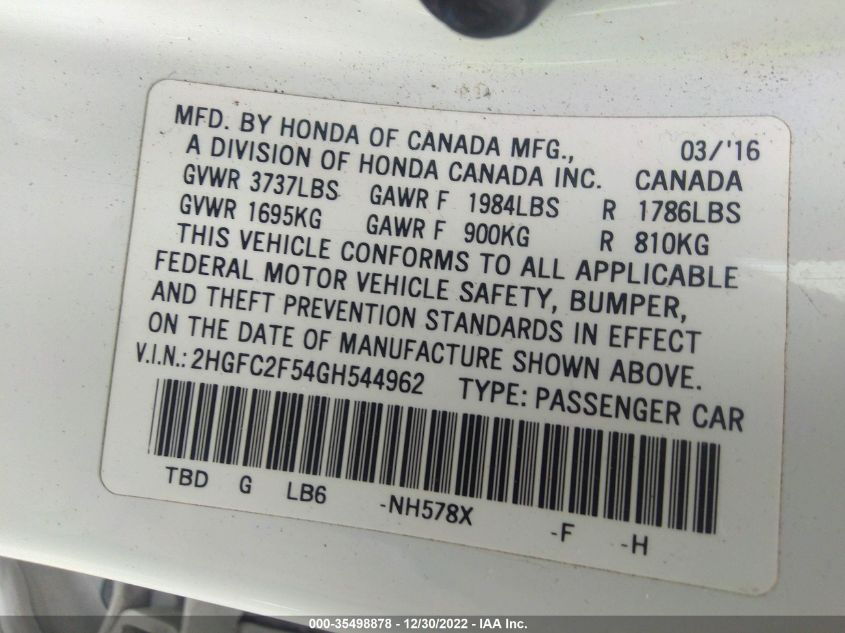 MFD. BY HONDA OF CANADA MFG., 03/'16
A DIVISION OF HONDA CANADA INC. CANADA
GVWR 3737LBS GAWR F 1984LBS R 1786LBS
GVWR 1695KG GAWR F 900KG R 810KG
THIS VEHICLE CONFORMS TO ALL APPLICABLE
FEDERAL MOTOR VEHICLE SAFETY, BUMPER,
AND THEFT PREVENTION STANDARDS IN EFFECT
ON THE DATE OF MANUFACTURE SHOWN ABOVE.
V.I.N.: 2HGFC2F54GH544962 TYPE: PASSENGER CAR
TBD G LB6 -NH578X -F -H
000-35498878 - 12/30/2022 - IAA Inc.